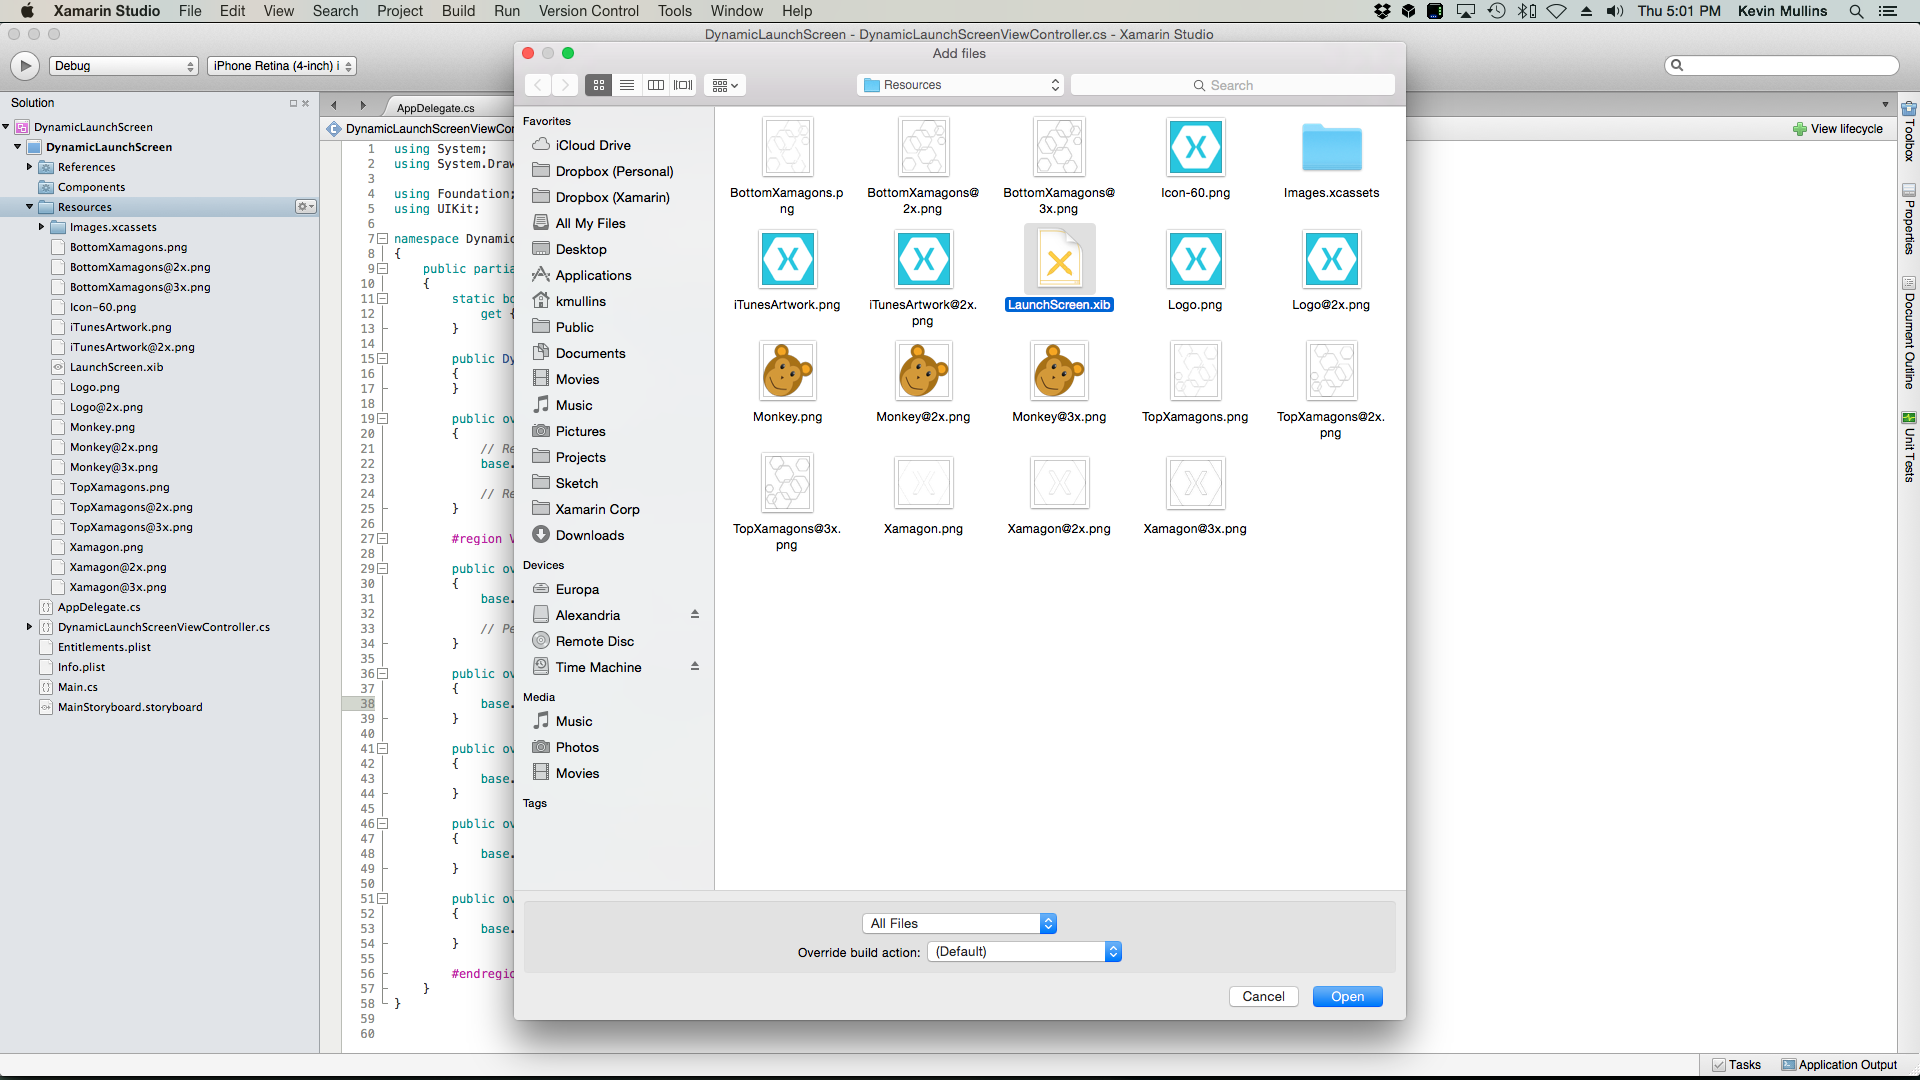 Xamarin Studio File Edit View Search Project Build Run Version Control Tools Window Help Thu 5:01 PM Kevin Mullins
DynamicLaunchScreen - DynamicLaunchScreenViewController.cs - Xamarin Studio
Debug
iPhone Retina (4-inch) i
Solution
DynamicLaunchScreen
DynamicLaunchScreen
References
Components
Resources
Images.xcassets
BottomXamagons.png
BottomXamagons@2x.png
BottomXamagons@3x.png
Icon-60.png
iTunesArtwork.png
iTunesArtwork@2x.png
LaunchScreen.xib
Logo.png
Logo@2x.png
Monkey.png
Monkey@2x.png
Monkey@3x.png
TopXamagons.png
TopXamagons@2x.png
TopXamagons@3x.png
Xamagon.png
Xamagon@2x.png
Xamagon@3x.png
AppDelegate.cs
DynamicLaunchScreenViewController.cs
Entitlements.plist
Info.plist
Main.cs
MainStoryboard.storyboard
AppDelegate.cs
DynamicLaunchScreenViewCon
View lifecycle
1 using System;
2 using System.Draw
3
4 using Foundation;
5 using UIKit;
6
7 namespace Dynamic
8 {
9 public partia
10 {
11 static bo
12 get {
13 }
14
15 public Dy
16 {
17 }
18
19 public ov
20 {
21 // Re
22 base.
23
24 // Re
25 }
26
27 #region V
28
29 public ov
30 {
31 base.
32
33 // Pe
34 }
35
36 public ov
37 {
38 base.
39 }
40
41 public ov
42 {
43 base.
44 }
45
46 public ov
47 {
48 base.
49 }
50
51 public ov
52 {
53 base.
54 }
55
56 #endregio
57 }
58 }
59
60
Add files
Resources
Search
Favorites
iCloud Drive
Dropbox (Personal)
Dropbox (Xamarin)
All My Files
Desktop
Applications
kmullins
Public
Documents
Movies
Music
Pictures
Projects
Sketch
Xamarin Corp
Downloads
Devices
Europa
Alexandria
Remote Disc
Time Machine
Media
Music
Photos
Movies
Tags
BottomXamagons.p
ng
BottomXamagons@
2x.png
BottomXamagons@
3x.png
Icon-60.png
Images.xcassets
iTunesArtwork.png
iTunesArtwork@2x.
png
LaunchScreen.xib
Logo.png
Logo@2x.png
Monkey.png
Monkey@2x.png
Monkey@3x.png
TopXamagons.png
TopXamagons@2x.
png
TopXamagons@3x.
png
Xamagon.png
Xamagon@2x.png
Xamagon@3x.png
All Files
Override build action: (Default)
Cancel
Open
Toolbox
Properties
Document Outline
Unit Tests
Tasks
Application Output